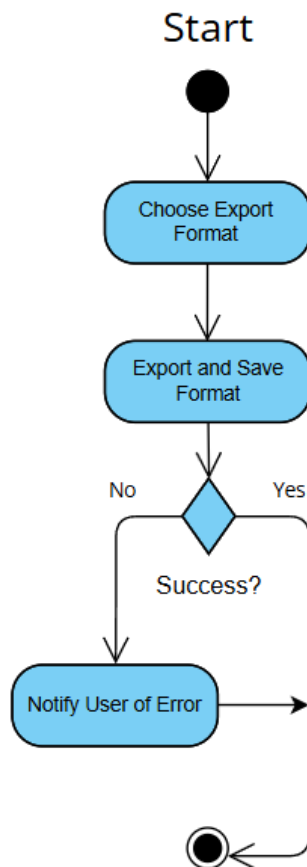 Start
Choose Export
Format
Export and Save
Format
No
Yes
Success?
Notify User of Error